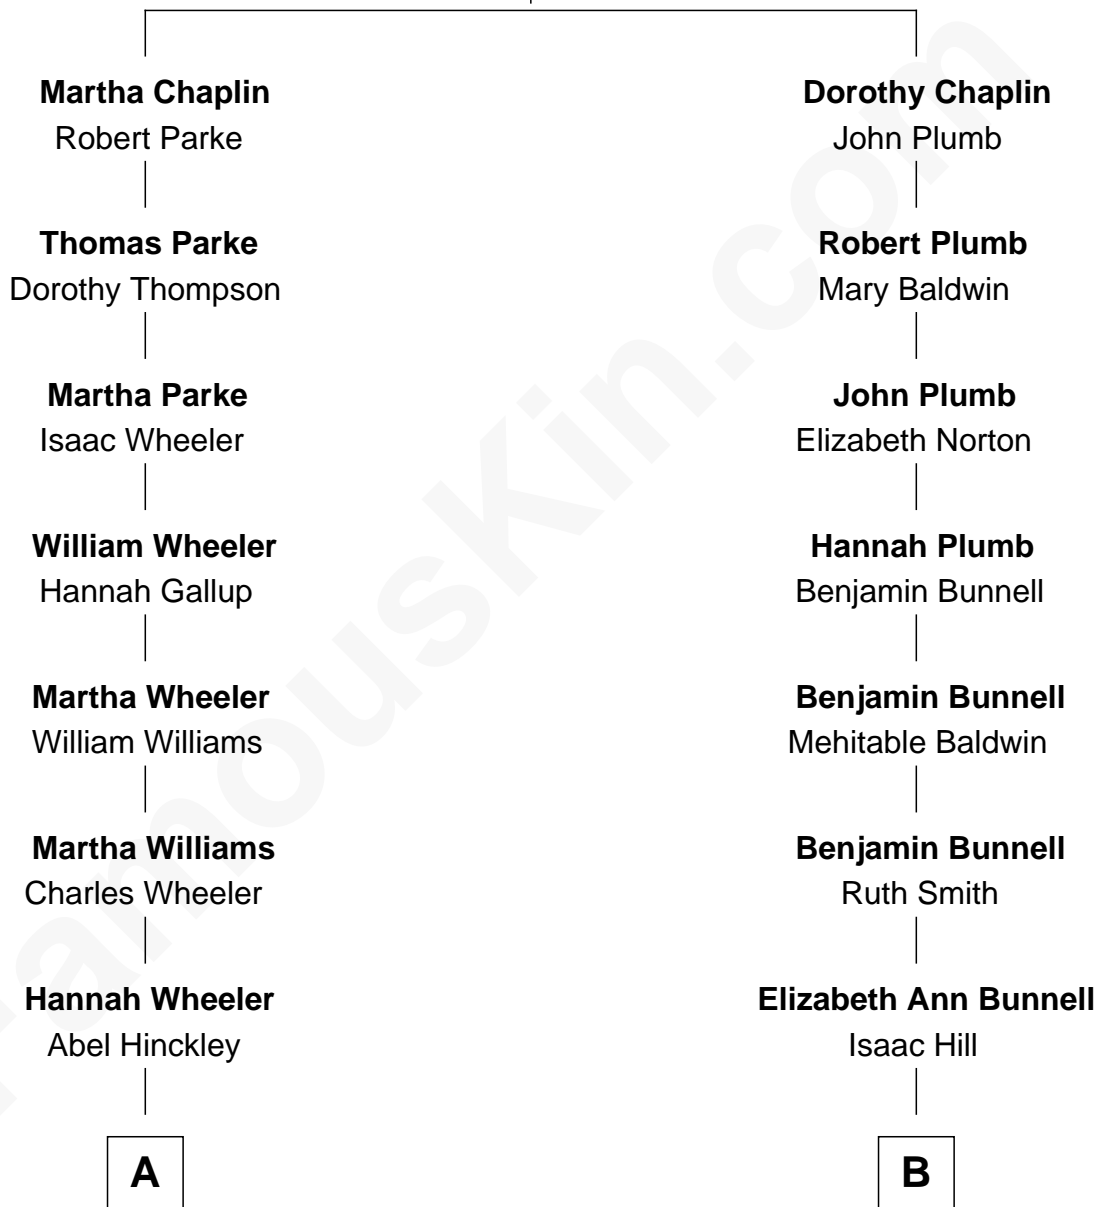 Martha Chaplin
Robert Parke
Thomas Parke
Dorothy Thompson
Martha Parke
Isaac Wheeler
William Wheeler
Hannah Gallup
Martha Wheeler
William Williams
Martha Williams
Charles Wheeler
Hannah Wheeler
Abel Hinckley
A
Dorothy Chaplin
John Plumb
Robert Plumb
Mary Baldwin
John Plumb
Elizabeth Norton
Hannah Plumb
Benjamin Bunnell
Benjamin Bunnell
Mehitable Baldwin
Benjamin Bunnell
Ruth Smith
Elizabeth Ann Bunnell
Isaac Hill
B
FamousKin.com